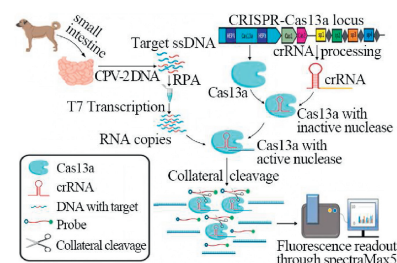 small
intestine
CRISPR-Cas13a locus
Target ssDNA
crRNA processing
CPV-2DNA
RPA
Cas13a
crRNA
T7 Transcription
Cas13a with
inactive nuclease
RNA copies
Cas13a with
active nuclease
Collateral cleavage
Cas13a
crRNA
DNA with target
Probe
Collateral cleavage
Fluorescence readout
through spectraMax5